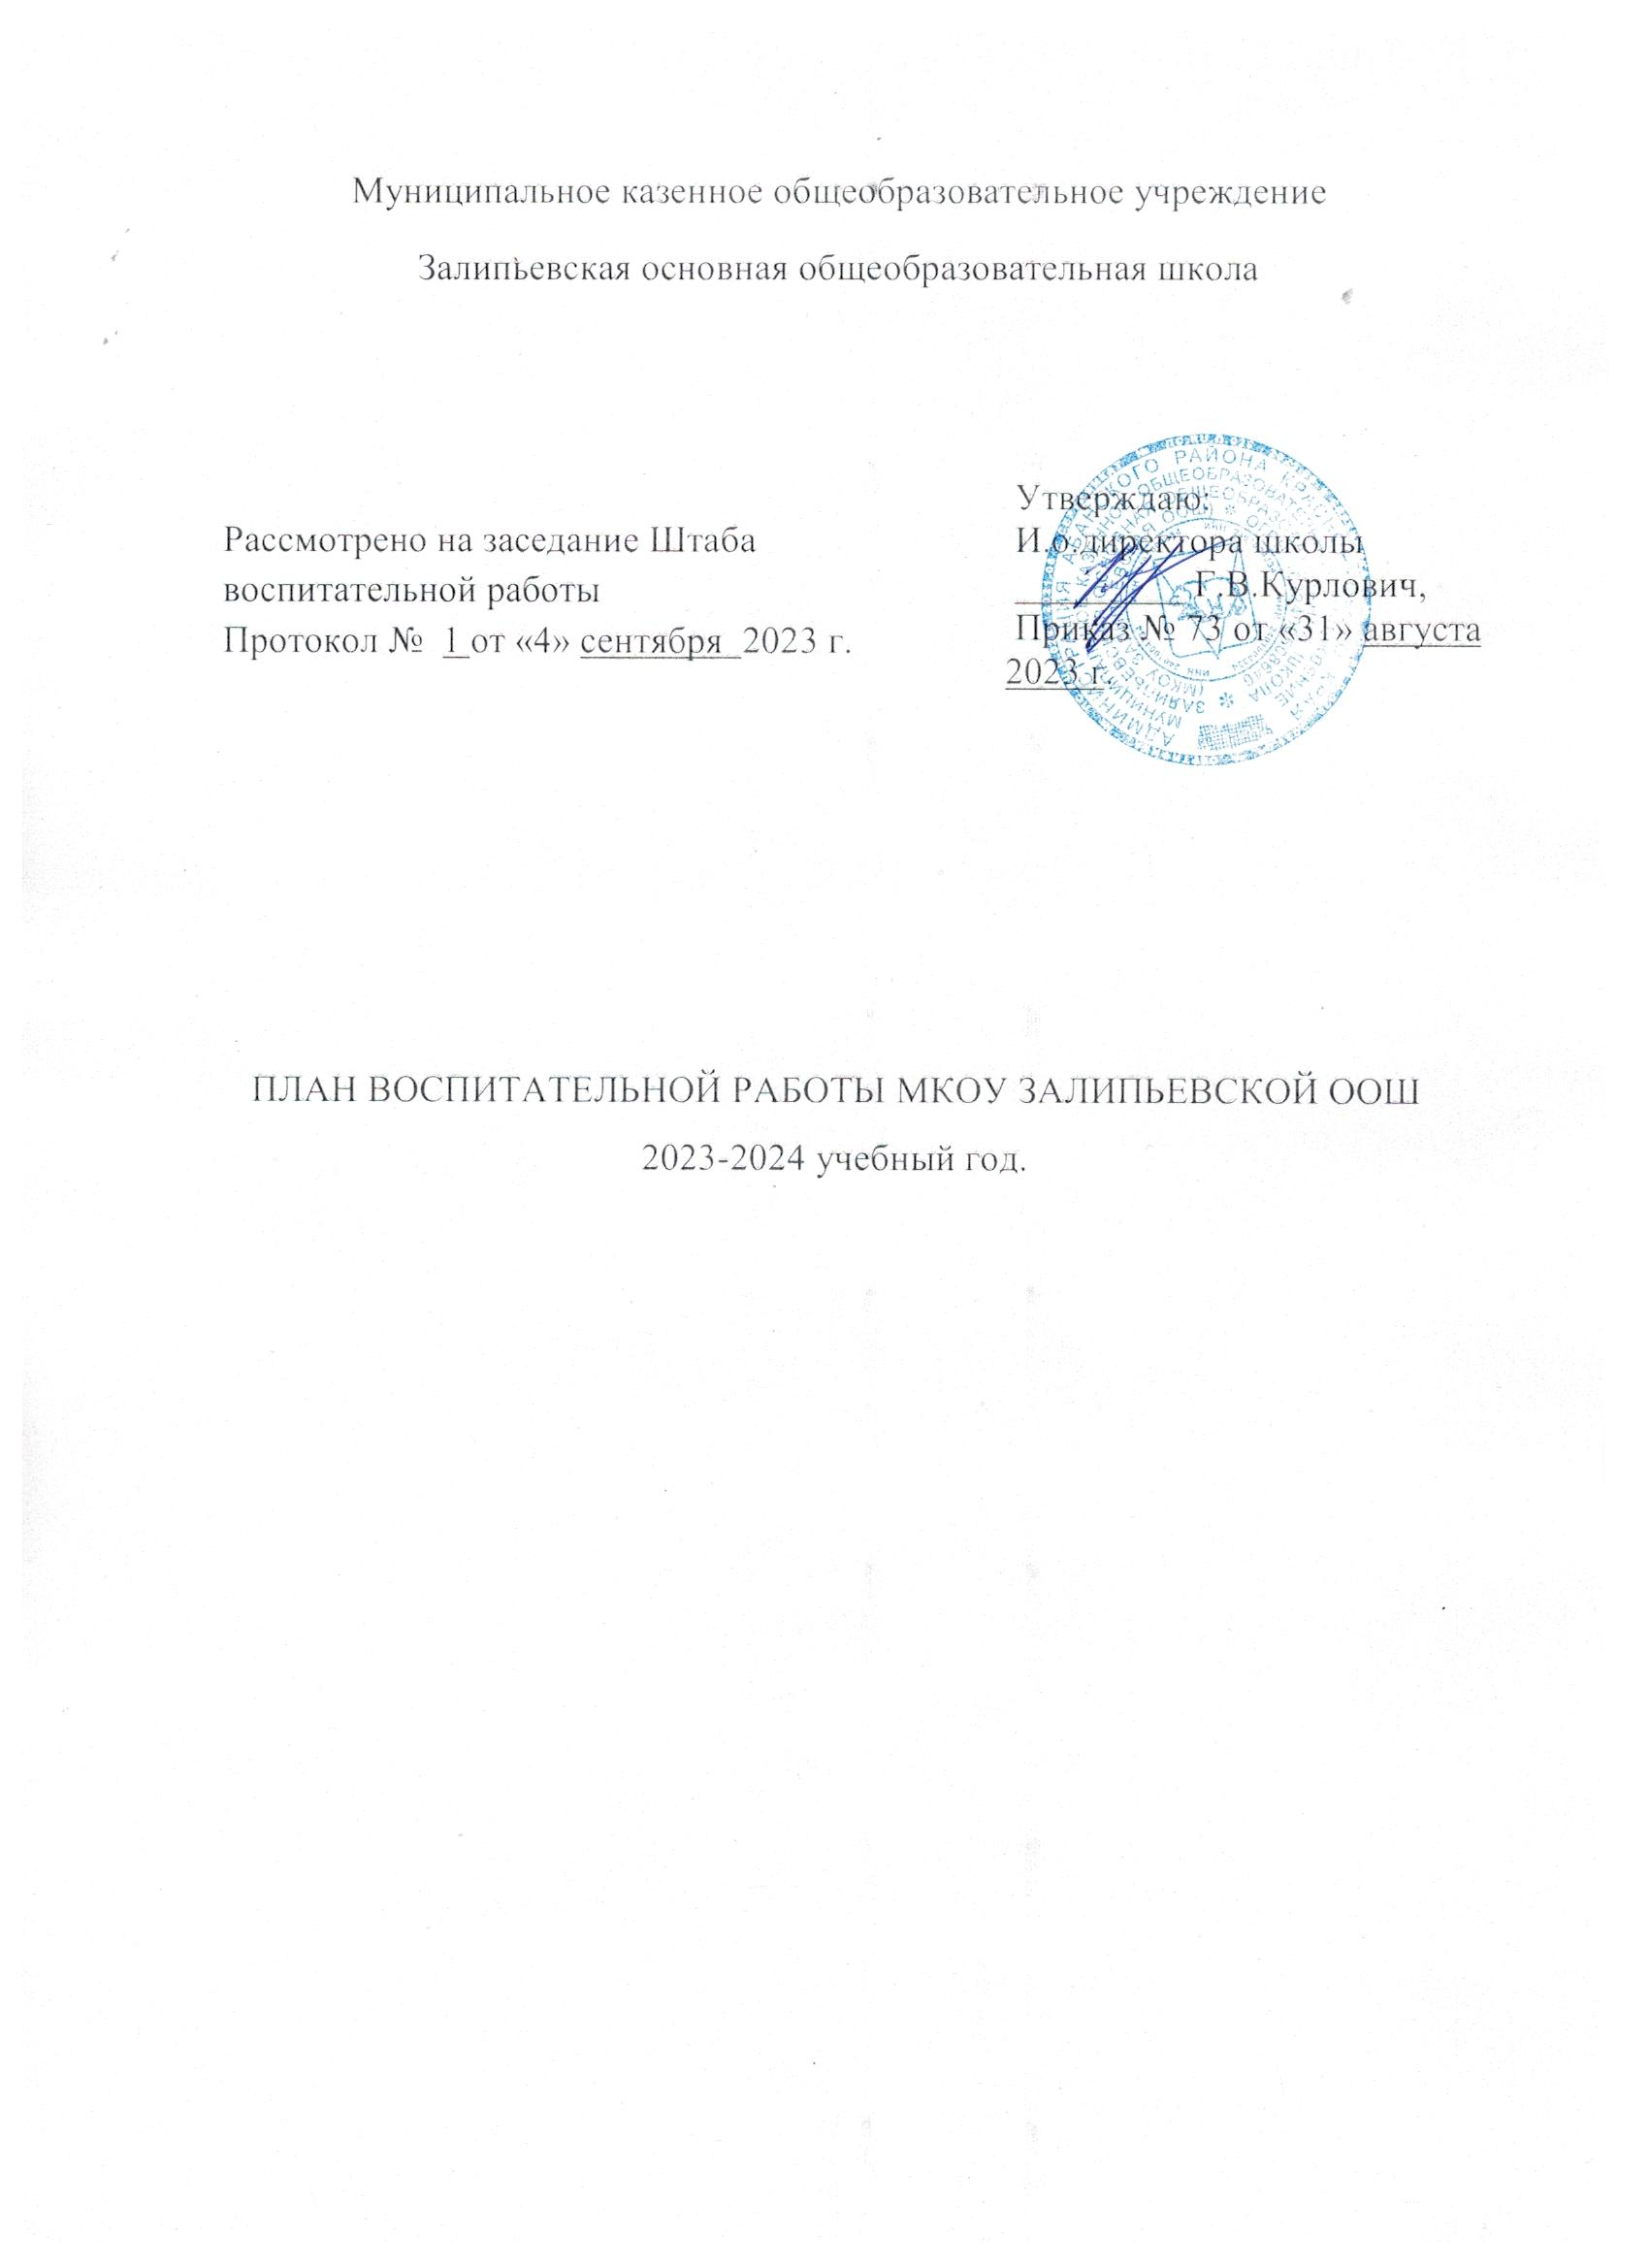 Муниципальное казенное общеобразовательное учреждение
Залипьевская основная общеобразовательная школа
Рассмотрено на заседание Штаба
воспитательной работы
Протокол № 1 от «4» сентября 2023 г.
Утверждаю:
И.о.директора школы
__________ Г.В.Курлович,
Приказ № 73 от «31» августа
2023 г.
ПЛАН ВОСПИТАТЕЛЬНОЙ РАБОТЫ МКОУ ЗАЛИПЬЕВСКОЙ ООШ
2023-2024 учебный год.